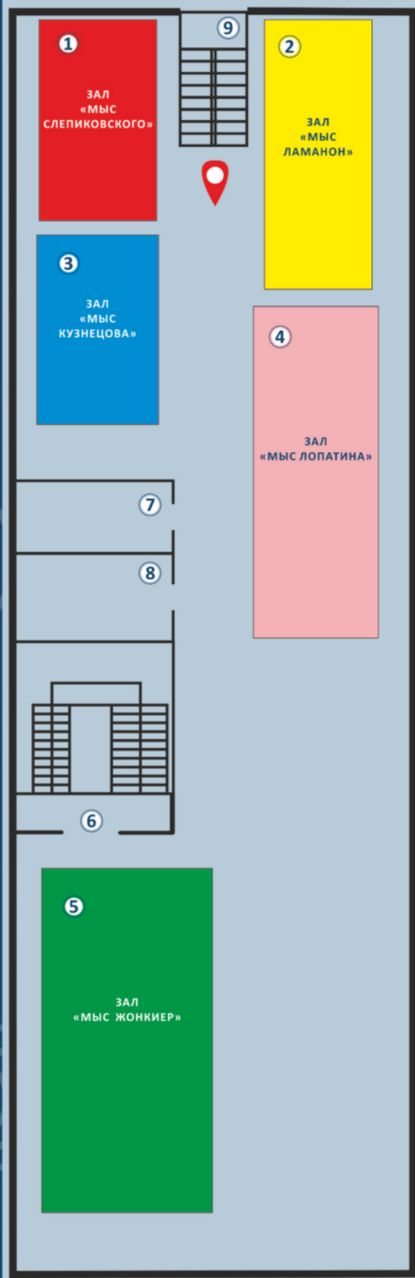 1
ЗАЛ
«МЫС
СЛЕПИКОВСКОГО»
9
2
ЗАЛ
«МЫС
ЛАМАНОН»
3
ЗАЛ
«МЫС
КУЗНЕЦОВА»
4
ЗАЛ
«МЫС ЛОПАТИНА»
7
8
6
5
ЗАЛ
«МЫС ЖОНКИЕР»